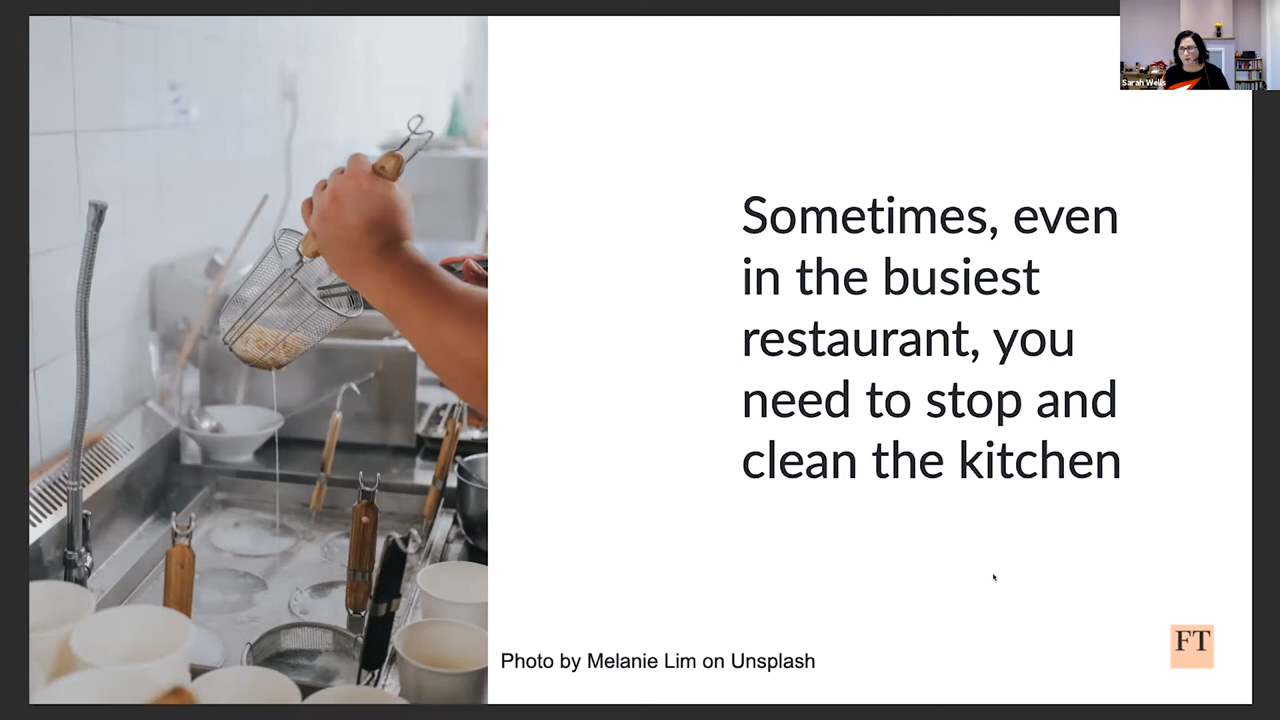 Sarah Wells
Sometimes, even
in the busiest
restaurant, you
need to stop and
clean the kitchen
Photo by Melanie Lim on Unsplash
FT